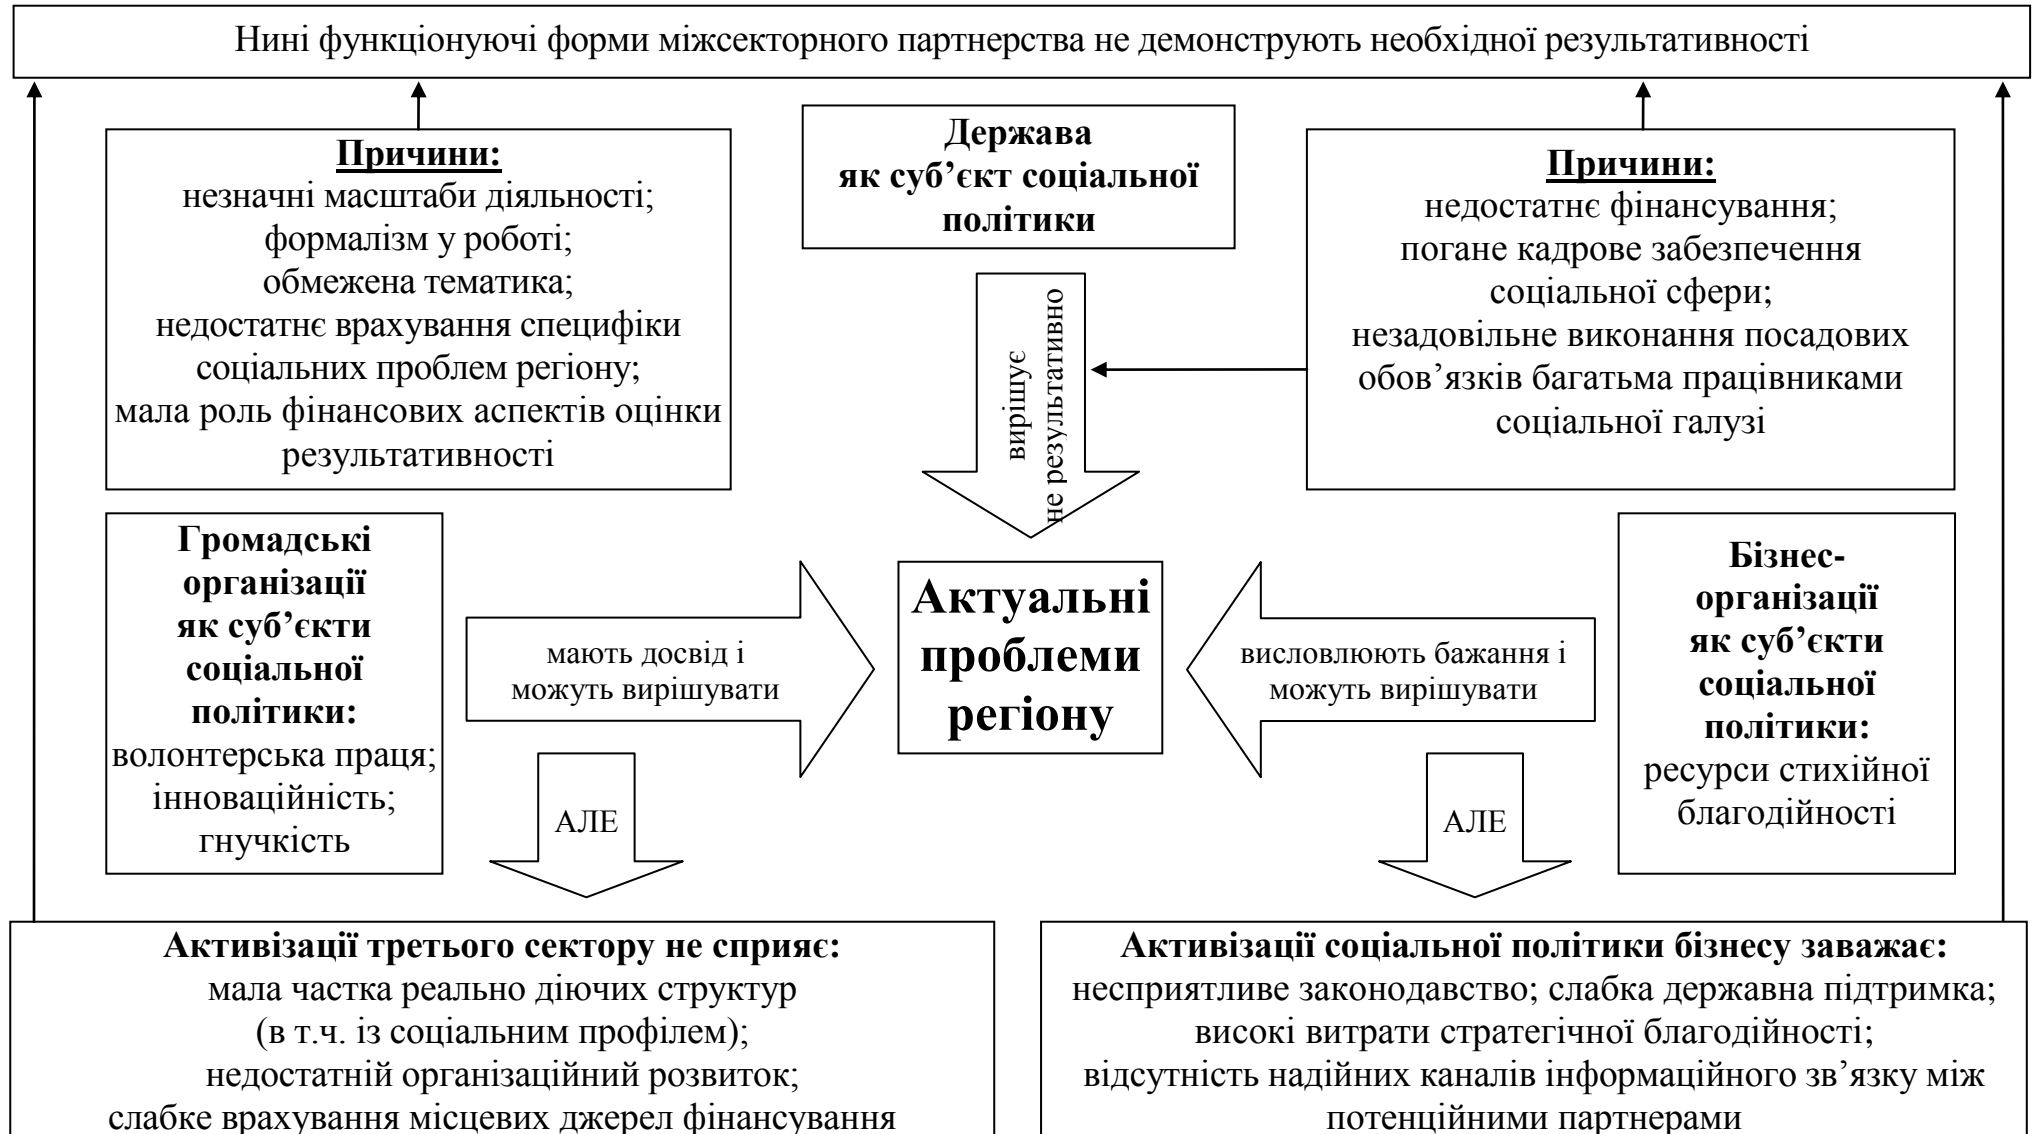 Нині функціонуючі форми міжсекторного партнерства не демонструють необхідної результативності
Причини:
незначні масштаби діяльності;
формалізм у роботі;
обмежена тематика;
недостатнє врахування специфіки
соціальних проблем регіону;
мала роль фінансових аспектів оцінки
результативності
Держава
як суб’єкт соціальної
політики
Причини:
недостатнє фінансування;
погане кадрове забезпечення
соціальної сфери;
незадовільне виконання посадових
обов’язків багатьма працівниками
соціальної галузі
вирішує
не результативно
Громадські
організації
як суб’єкти
соціальної
політики:
волонтерська праця;
інноваційність;
гнучкість
мають досвід і
можуть вирішувати
Актуальні
проблеми
регіону
висловлюють бажання і
можуть вирішувати
Бізнес-
організації
як суб’єкти
соціальної
політики:
ресурси стихійної
благодійності
АЛЕ
АЛЕ
Активізації третього сектору не сприяє:
мала частка реально діючих структур
(в т.ч. із соціальним профілем);
недостатній організаційний розвиток;
слабке врахування місцевих джерел фінансування
Активізації соціальної політики бізнесу заважає:
несприятливе законодавство; слабка державна підтримка;
високі витрати стратегічної благодійності;
відсутність надійних каналів інформаційного зв’язку між
потенційними партнерами